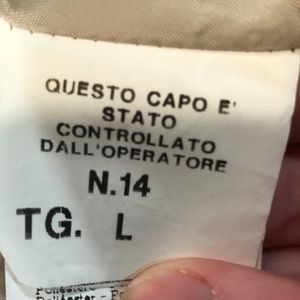 QUESTO CAPO E'
STATO
CONTROLLATO
DALL'OPERATORE
N.14
TG. L